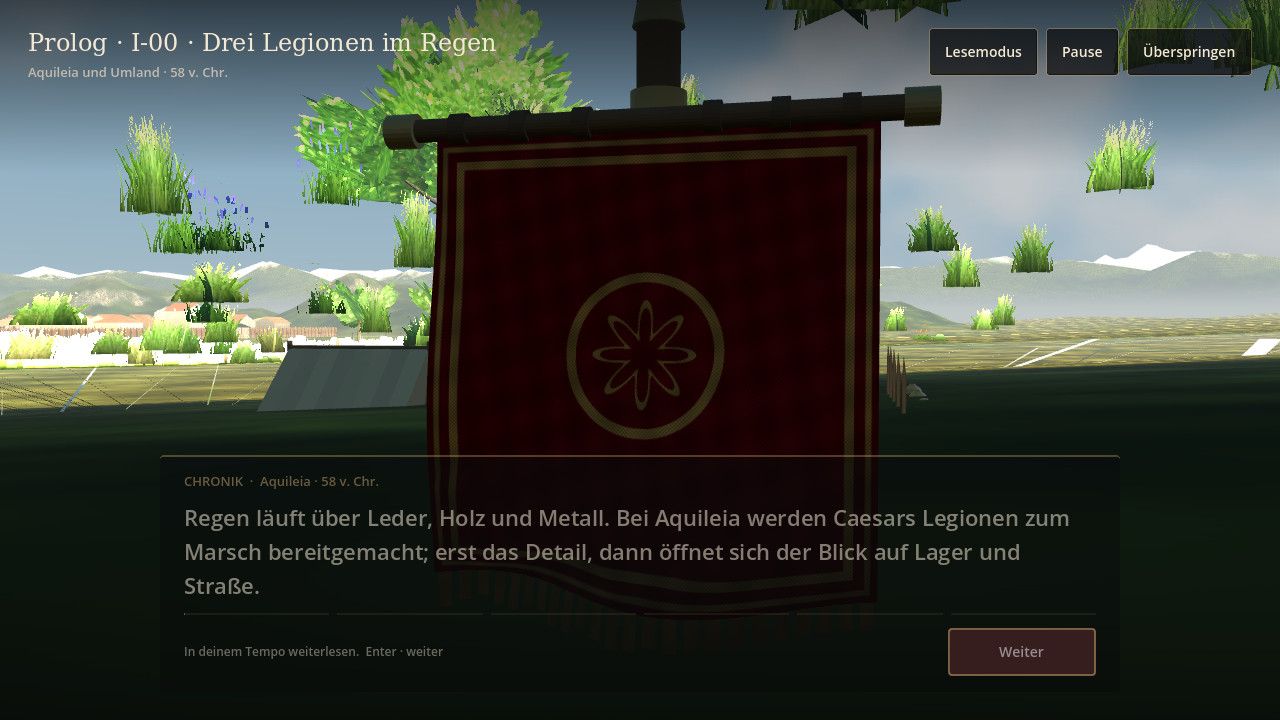 Prolog · I-00 · Drei Legionen im Regen
Aquileia und Umland · 58 v. Chr.
Lesemodus
Pause
Überspringen
CHRONIK · Aquileia · 58 v. Chr.
Regen läuft über Leder, Holz und Metall. Bei Aquileia werden Caesars Legionen zum
Marsch bereitgemacht; erst das Detail, dann öffnet sich der Blick auf Lager und
Straße.
In deinem Tempo weiterlesen. Enter · weiter
Weiter